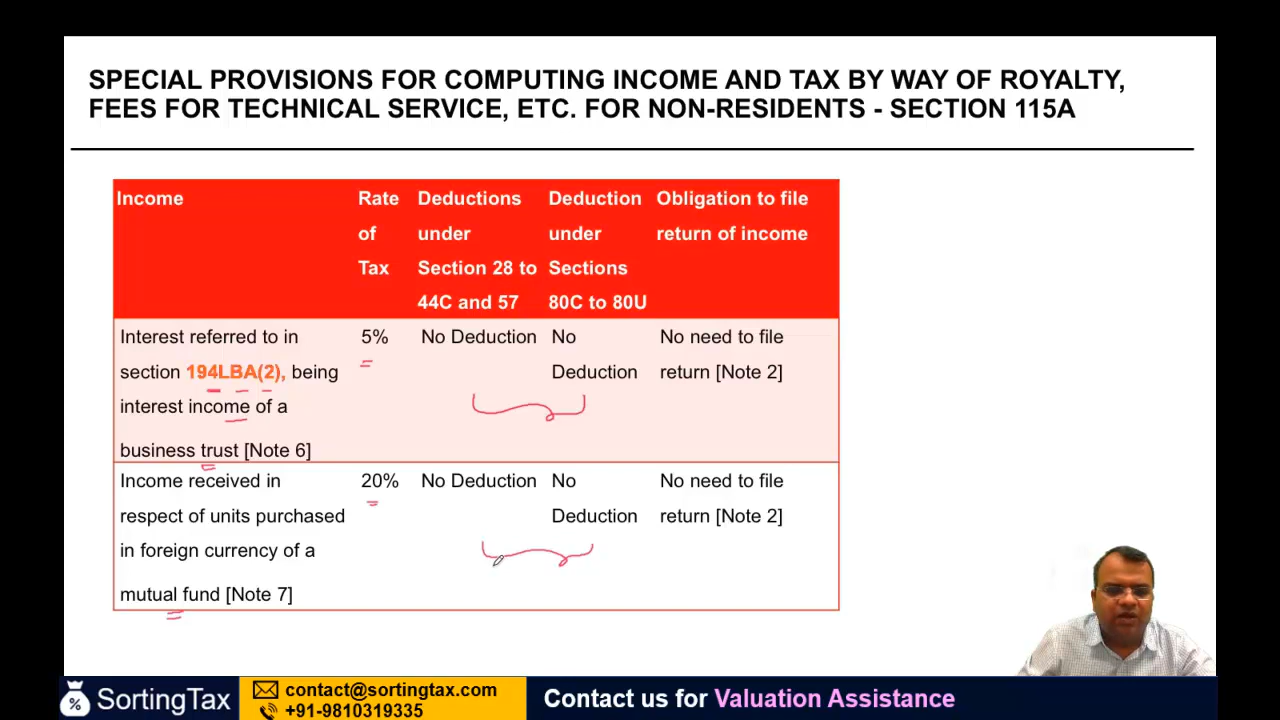 SPECIAL PROVISIONS FOR COMPUTING INCOME AND TAX BY WAY OF ROYALTY,
FEES FOR TECHNICAL SERVICE, ETC. FOR NON-RESIDENTS - SECTION 115A
Income
Rate
of
Tax
Deductions
under
Section 28 to
44C and 57
Deduction
under
Sections
80C to 80U
Obligation to file
return of income
Interest referred to in
section 194LBA(2), being
interest income of a
business trust [Note 6]
5%
No Deduction
No
Deduction
No need to file
return [Note 2]
Income received in
respect of units purchased
in foreign currency of a
mutual fund [Note 7]
20%
No Deduction
No
Deduction
No need to file
return [Note 2]
SortingTax
contact@sortingtax.com
+91-9810319335
Contact us for Valuation Assistance